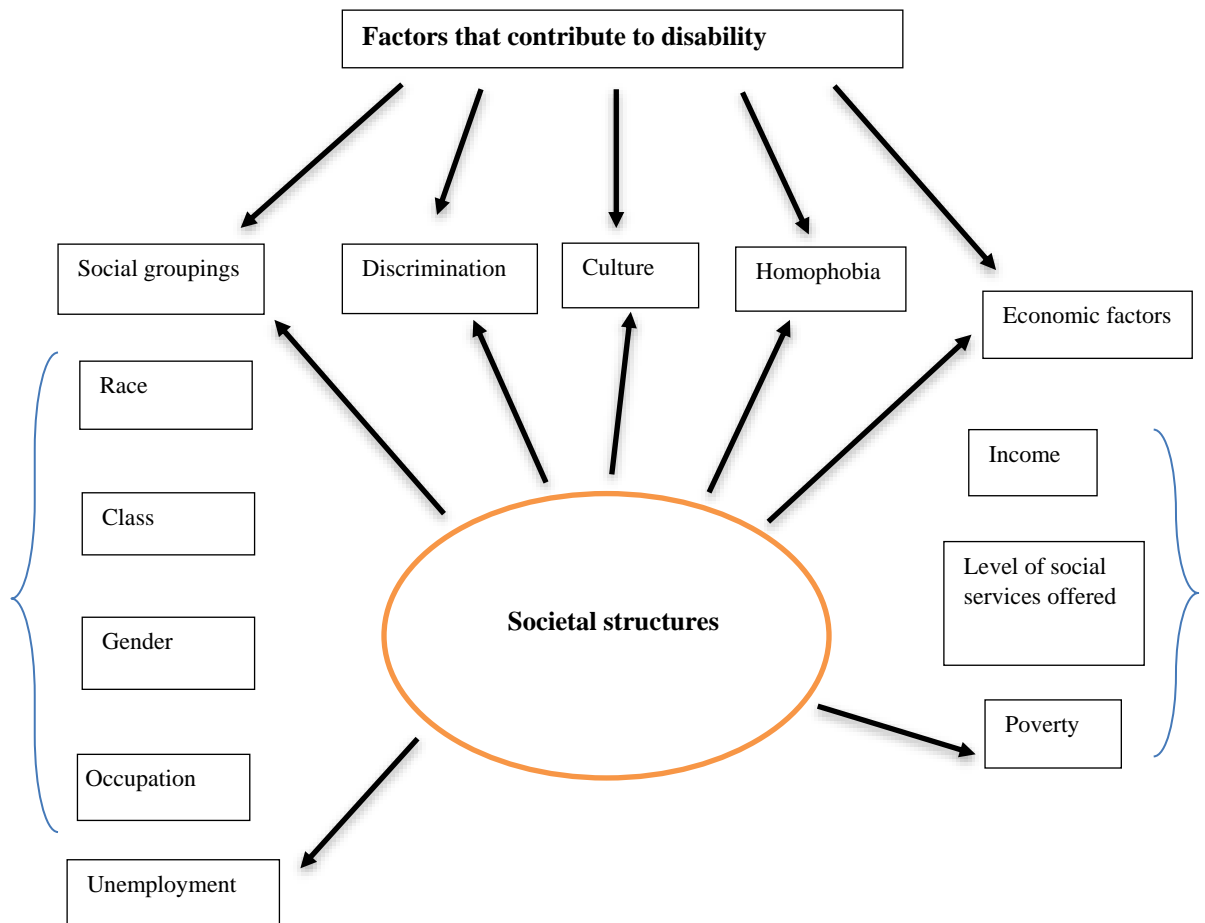 Factors that contribute to disability
Social groupings
Discrimination
Culture
Homophobia
Economic factors
Race
Income
Class
Level of social
services offered
Societal structures
Gender
Poverty
Occupation
Unemployment